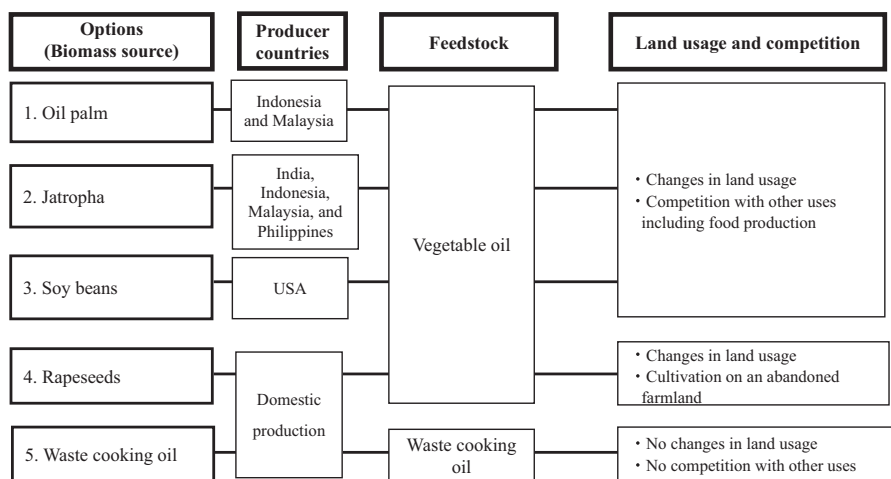 Options
(Biomass source)
Producer
countries
Feedstock
Land usage and competition
1. Oil palm
Indonesia
and Malaysia
2. Jatropha
India,
Indonesia,
Malaysia, and
Philippines
3. Soy beans
USA
Vegetable oil
・Changes in land usage
・Competition with other uses
including food production
4. Rapeseeds
Domestic
production
・Changes in land usage
・Cultivation on an abandoned
farmland
5. Waste cooking oil
Waste cooking
oil
・No changes in land usage
・No competition with other uses